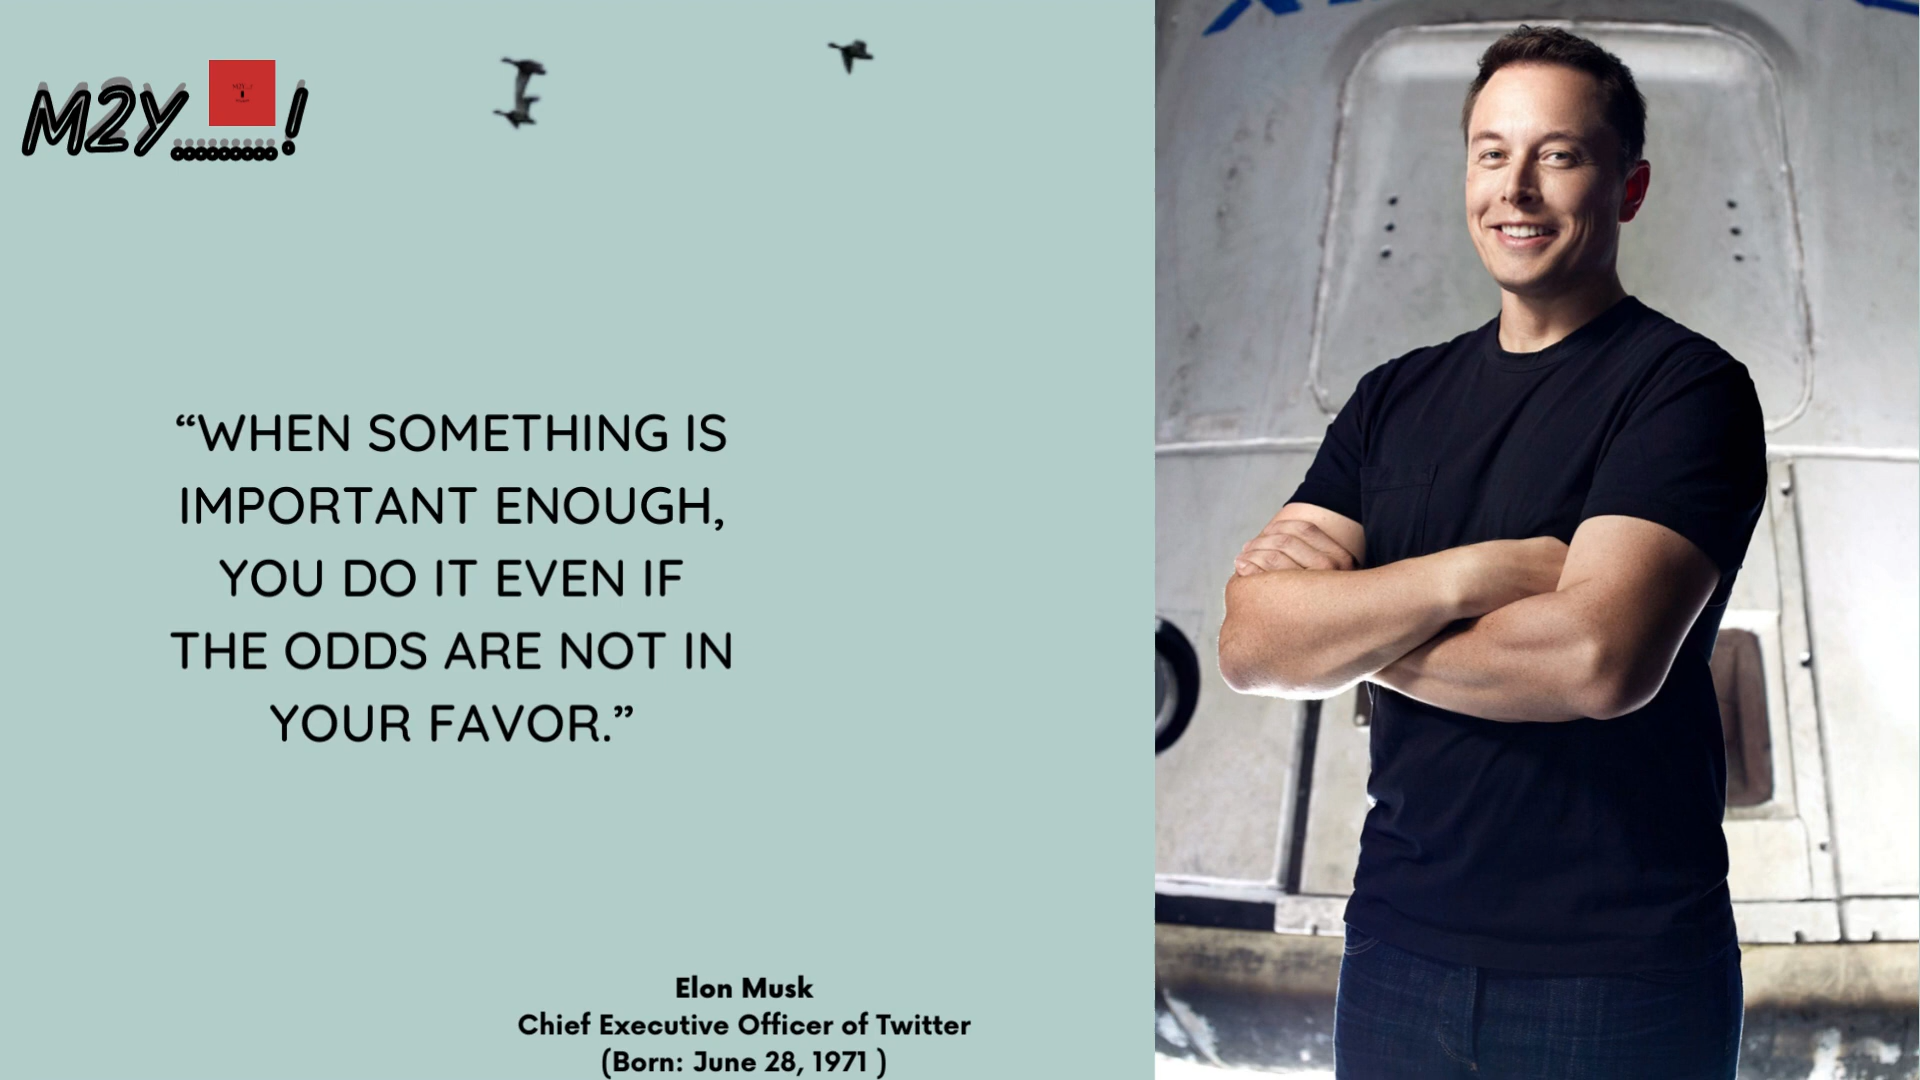 M2Y.........!
“WHEN SOMETHING IS
IMPORTANT ENOUGH,
YOU DO IT EVEN IF
THE ODDS ARE NOT IN
YOUR FAVOR.”
Elon Musk
Chief Executive Officer of Twitter
(Born: June 28, 1971 )